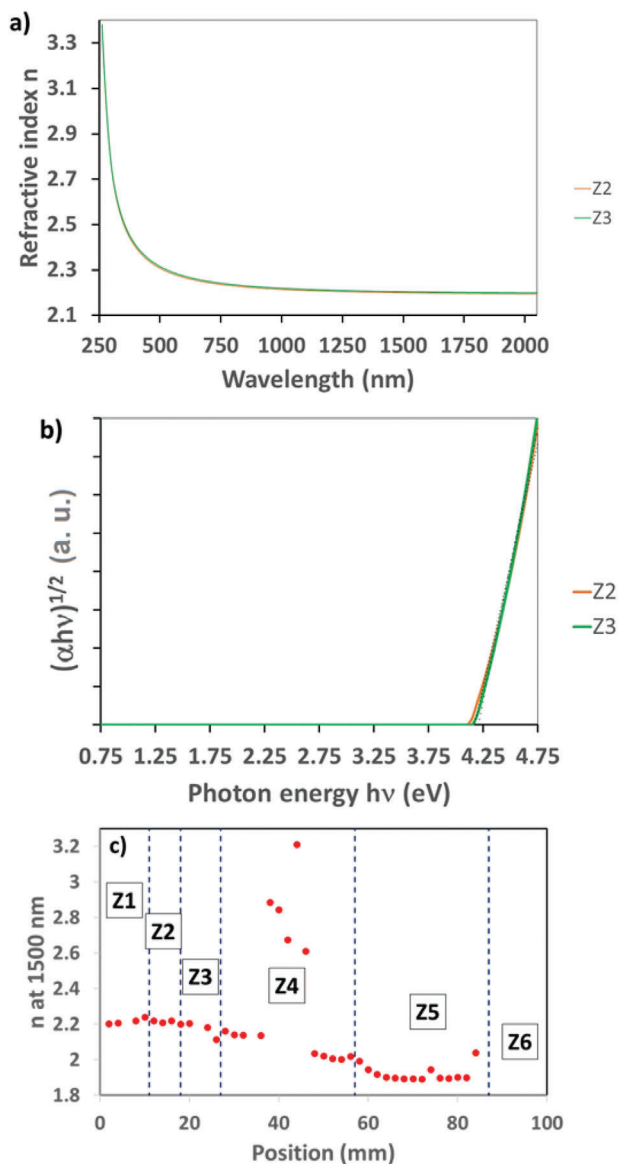 a)
Refractive index n
3.3
3.1
2.9
2.7
2.5
2.3
2.1
250 500 750 1000 1250 1500 1750 2000
Wavelength (nm)
Z2
Z3
b)
(αhν)1/2 (a. u.)
0.75 1.25 1.75 2.25 2.75 3.25 3.75 4.25 4.75
Photon energy hν (eV)
Z2
Z3
c)
n at 1500 nm
3.2
3
2.8
2.6
2.4
2.2
2
1.8
Z1
Z2
Z3
Z4
Z5
Z6
0 20 40 60 80 100
Position (mm)